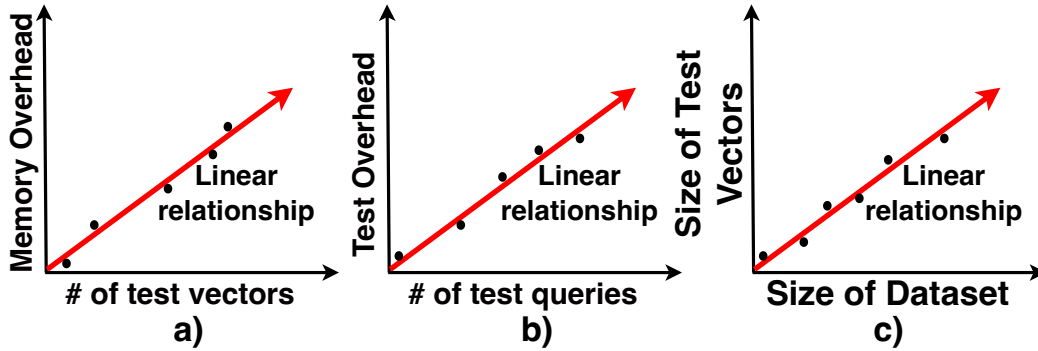 Memory Overhead
Linear
relationship
# of test vectors
a)
Test Overhead
Linear
relationship
# of test queries
b)
Size of Test
Vectors
Linear
relationship
Size of Dataset
c)